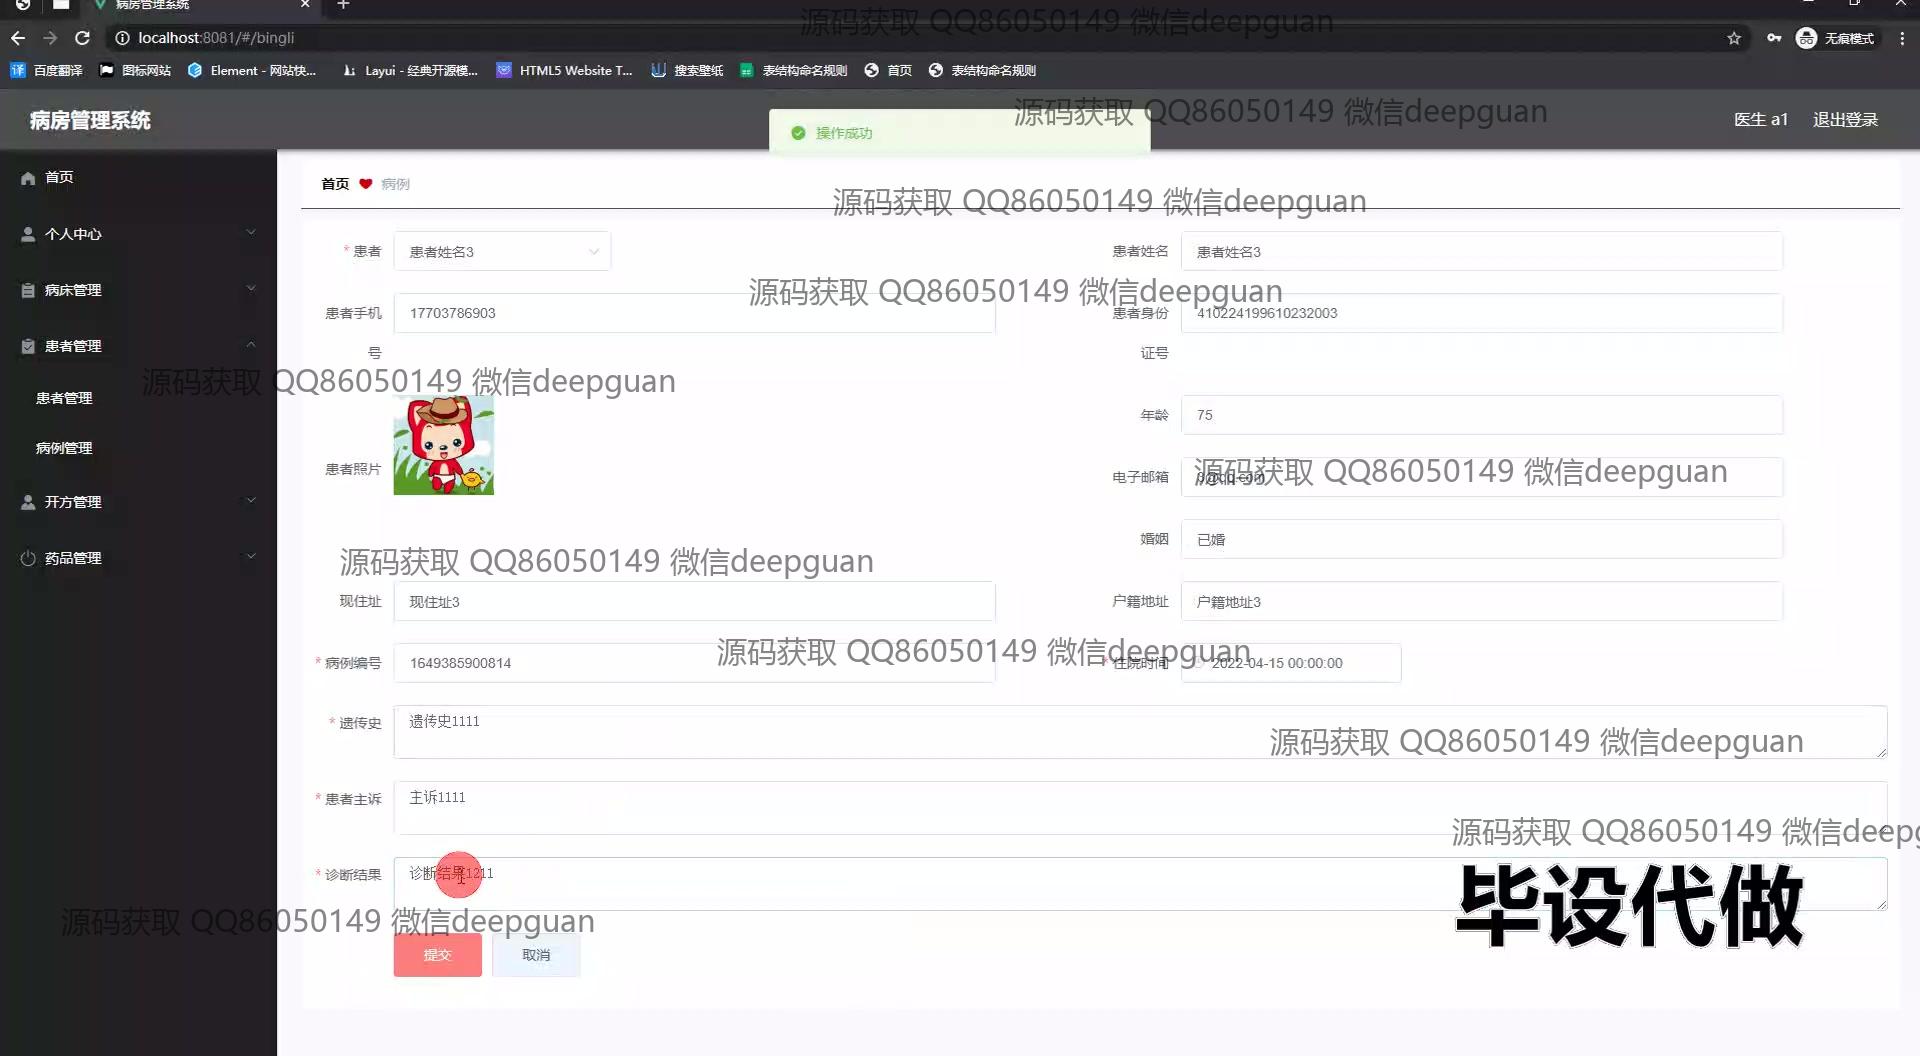 病房管理系统
localhost:8081/#/bingli
无痕模式
百度翻译
图标网站
Element - 网站快...
Layui - 经典开源模...
HTML5 Website T...
搜索壁纸
表结构命名规则
首页
表结构命名规则
源码获取 QQ86050149 微信deepguan
病房管理系统
操作成功
源码获取 QQ86050149 微信deepguan
医生 a1
退出登录
首页
个人中心
病床管理
患者管理
患者管理
病例管理
开方管理
药品管理
首页 病例
源码获取 QQ86050149 微信deepguan
* 患者 患者姓名3
患者姓名 患者姓名3
源码获取 QQ86050149 微信deepguan
患者手机号 17703786903
患者身份证号 410224199610232003
源码获取 QQ86050149 微信deepguan
患者照片
年龄 75
电子邮箱
源码获取 QQ86050149 微信deepguan
婚姻 已婚
源码获取 QQ86050149 微信deepguan
现住址 现住址3
户籍地址 户籍地址3
* 病例编号 1649385900814
源码获取 QQ86050149 微信deepguan
* 住院时间 2022-04-15 00:00:00
* 遗传史 遗传史1111
源码获取 QQ86050149 微信deepguan
* 患者主诉 主诉1111
源码获取 QQ86050149 微信deepg
* 诊断结果 诊断结果1211
毕设代做
源码获取 QQ86050149 微信deepguan
提交
取消